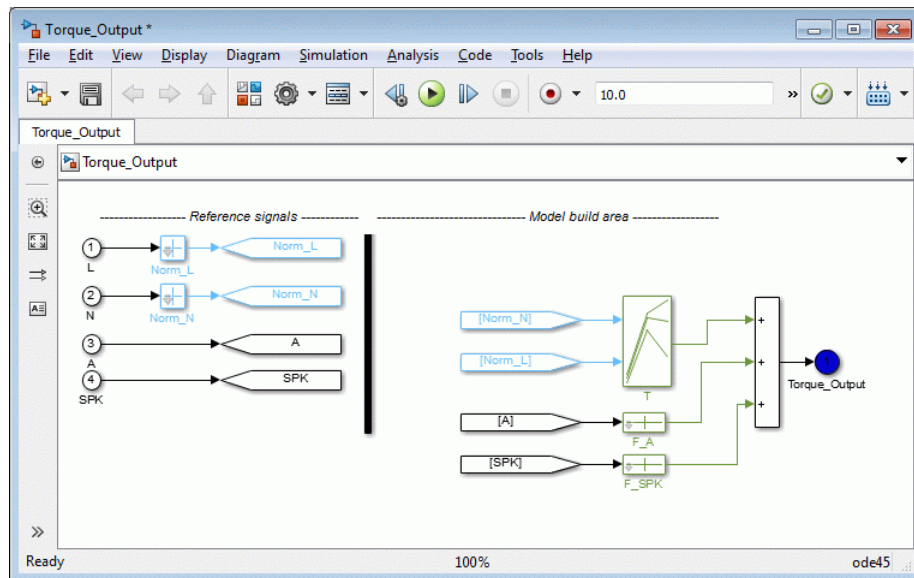 Torque_Output *
File Edit View Display Diagram Simulation Analysis Code Tools Help
10.0 »
Torque_Output
Torque_Output
------------------ Reference signals ------------
------------------------------- Model build area ------------------
1
L
Norm_L
Norm_L
2
N
Norm_N
Norm_N
3
A
A
4
SPK
SPK
[Norm_N]
[Norm_L]
T
[A]
F_A
[SPK]
F_SPK
+
+
+
1
Torque_Output
»
Ready 100% ode45